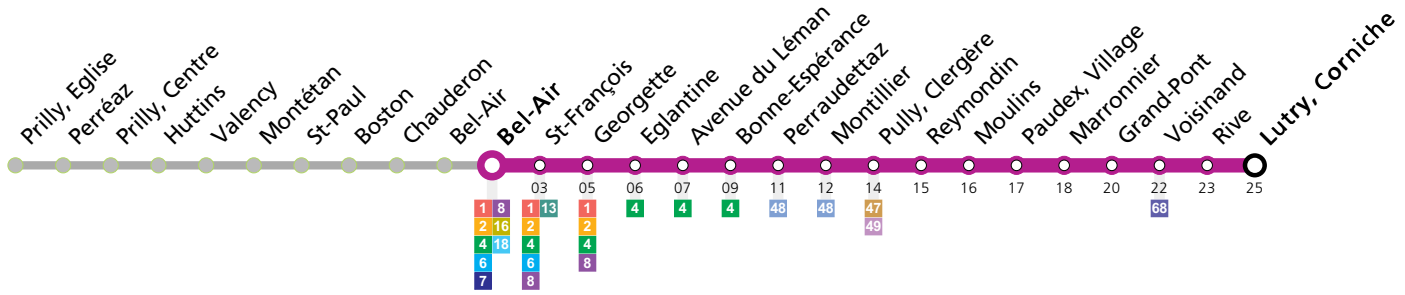 Prilly, Eglise
Perréaz
Prilly, Centre
Huttins
Valency
Montétan
St-Paul
Boston
Chauderon
Bel-Air
Bel-Air
St-François
Georgette
Eglantine
Avenue du Léman
Bonne-Espérance
Perraudettaz
Montillier
Pully, Clergère
Reymondin
Moulins
Paudex, Village
Marronnier
Grand-Pont
Voisinand
Rive
Lutry, Corniche
03 05 06 07 09 11 12 14 15 16 17 18 20 22 23 25
1 8 1 13 1 4 4 4 48 48 47 68
2 16 2 2 49
4 18 4 4
6 6 8
7 8